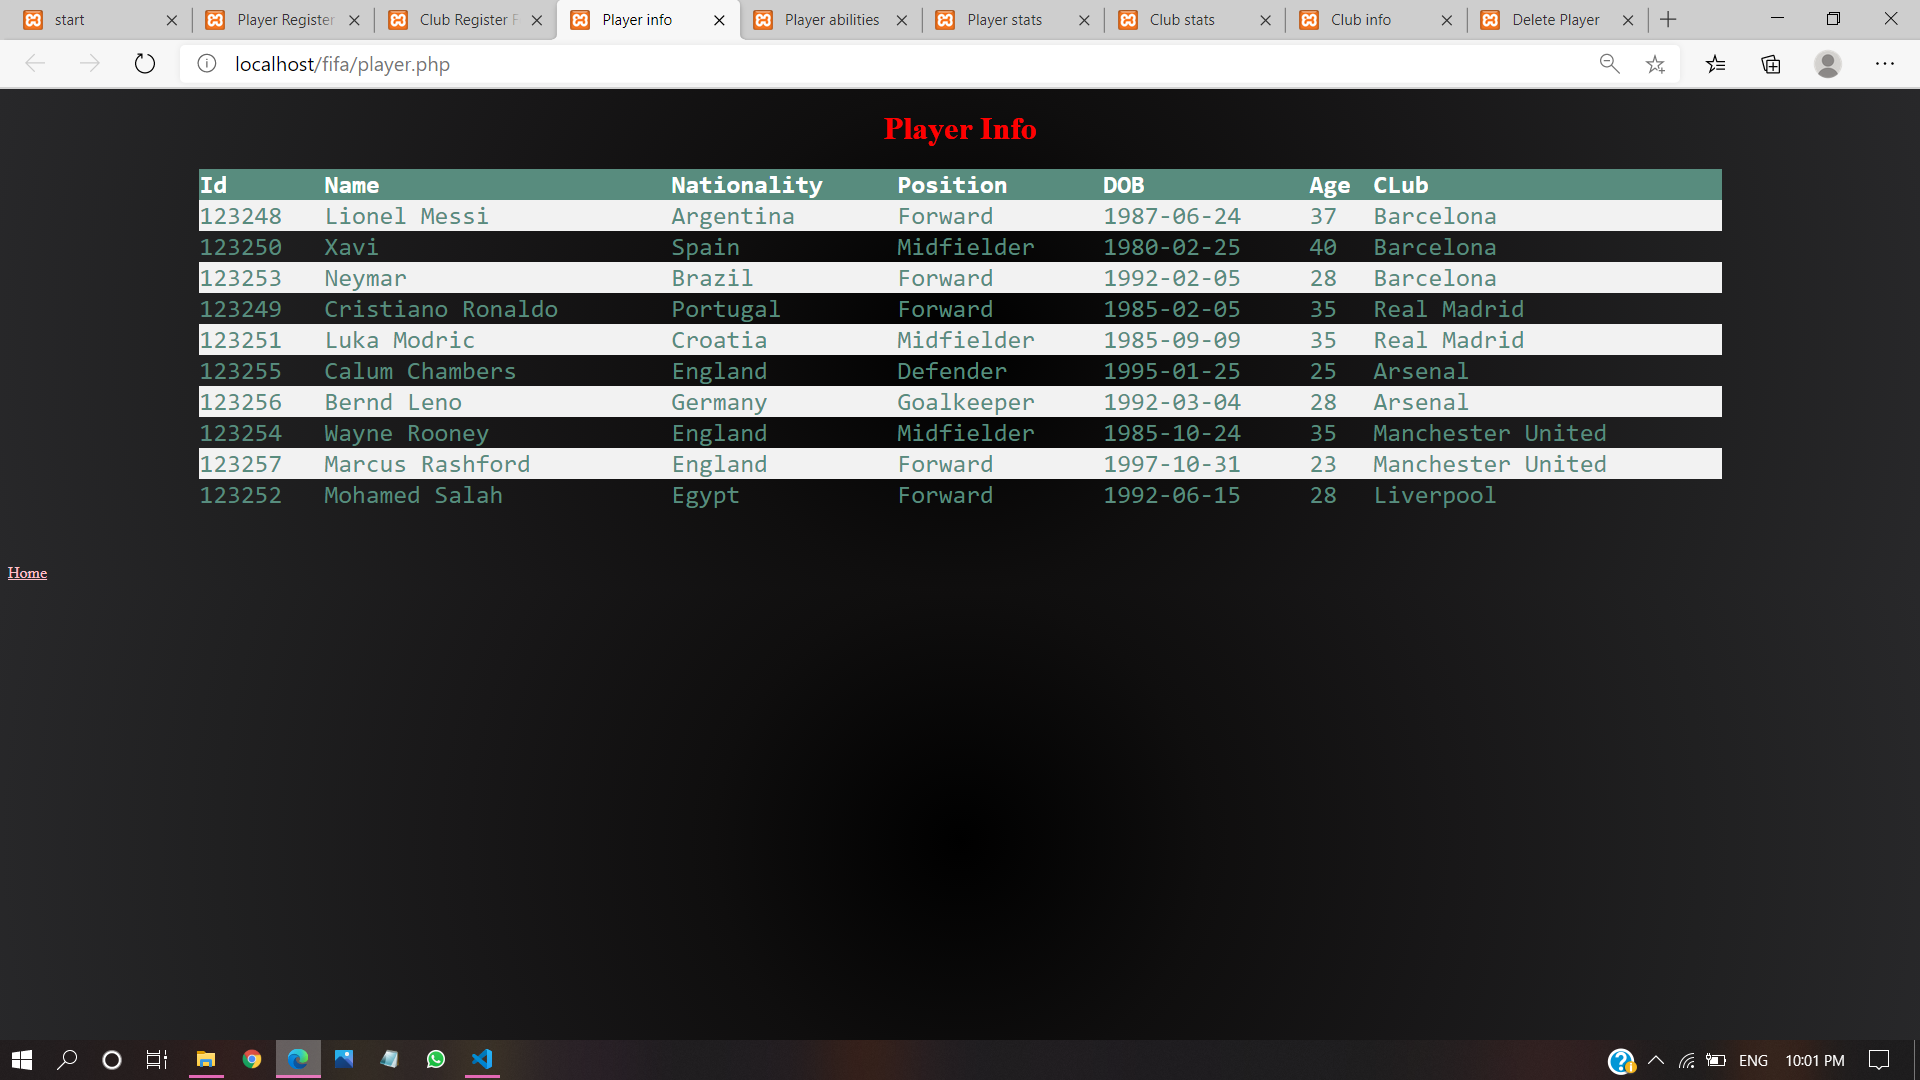 start Player Register Club Register F Player info Player abilities Player stats Club stats Club info Delete Player
localhost/fifa/player.php
Player Info
Id Name Nationality Position DOB Age CLub
123248 Lionel Messi Argentina Forward 1987-06-24 37 Barcelona
123250 Xavi Spain Midfielder 1980-02-25 40 Barcelona
123253 Neymar Brazil Forward 1992-02-05 28 Barcelona
123249 Cristiano Ronaldo Portugal Forward 1985-02-05 35 Real Madrid
123251 Luka Modric Croatia Midfielder 1985-09-09 35 Real Madrid
123255 Calum Chambers England Defender 1995-01-25 25 Arsenal
123256 Bernd Leno Germany Goalkeeper 1992-03-04 28 Arsenal
123254 Wayne Rooney England Midfielder 1985-10-24 35 Manchester United
123257 Marcus Rashford England Forward 1997-10-31 23 Manchester United
123252 Mohamed Salah Egypt Forward 1992-06-15 28 Liverpool
Home
ENG 10:01 PM